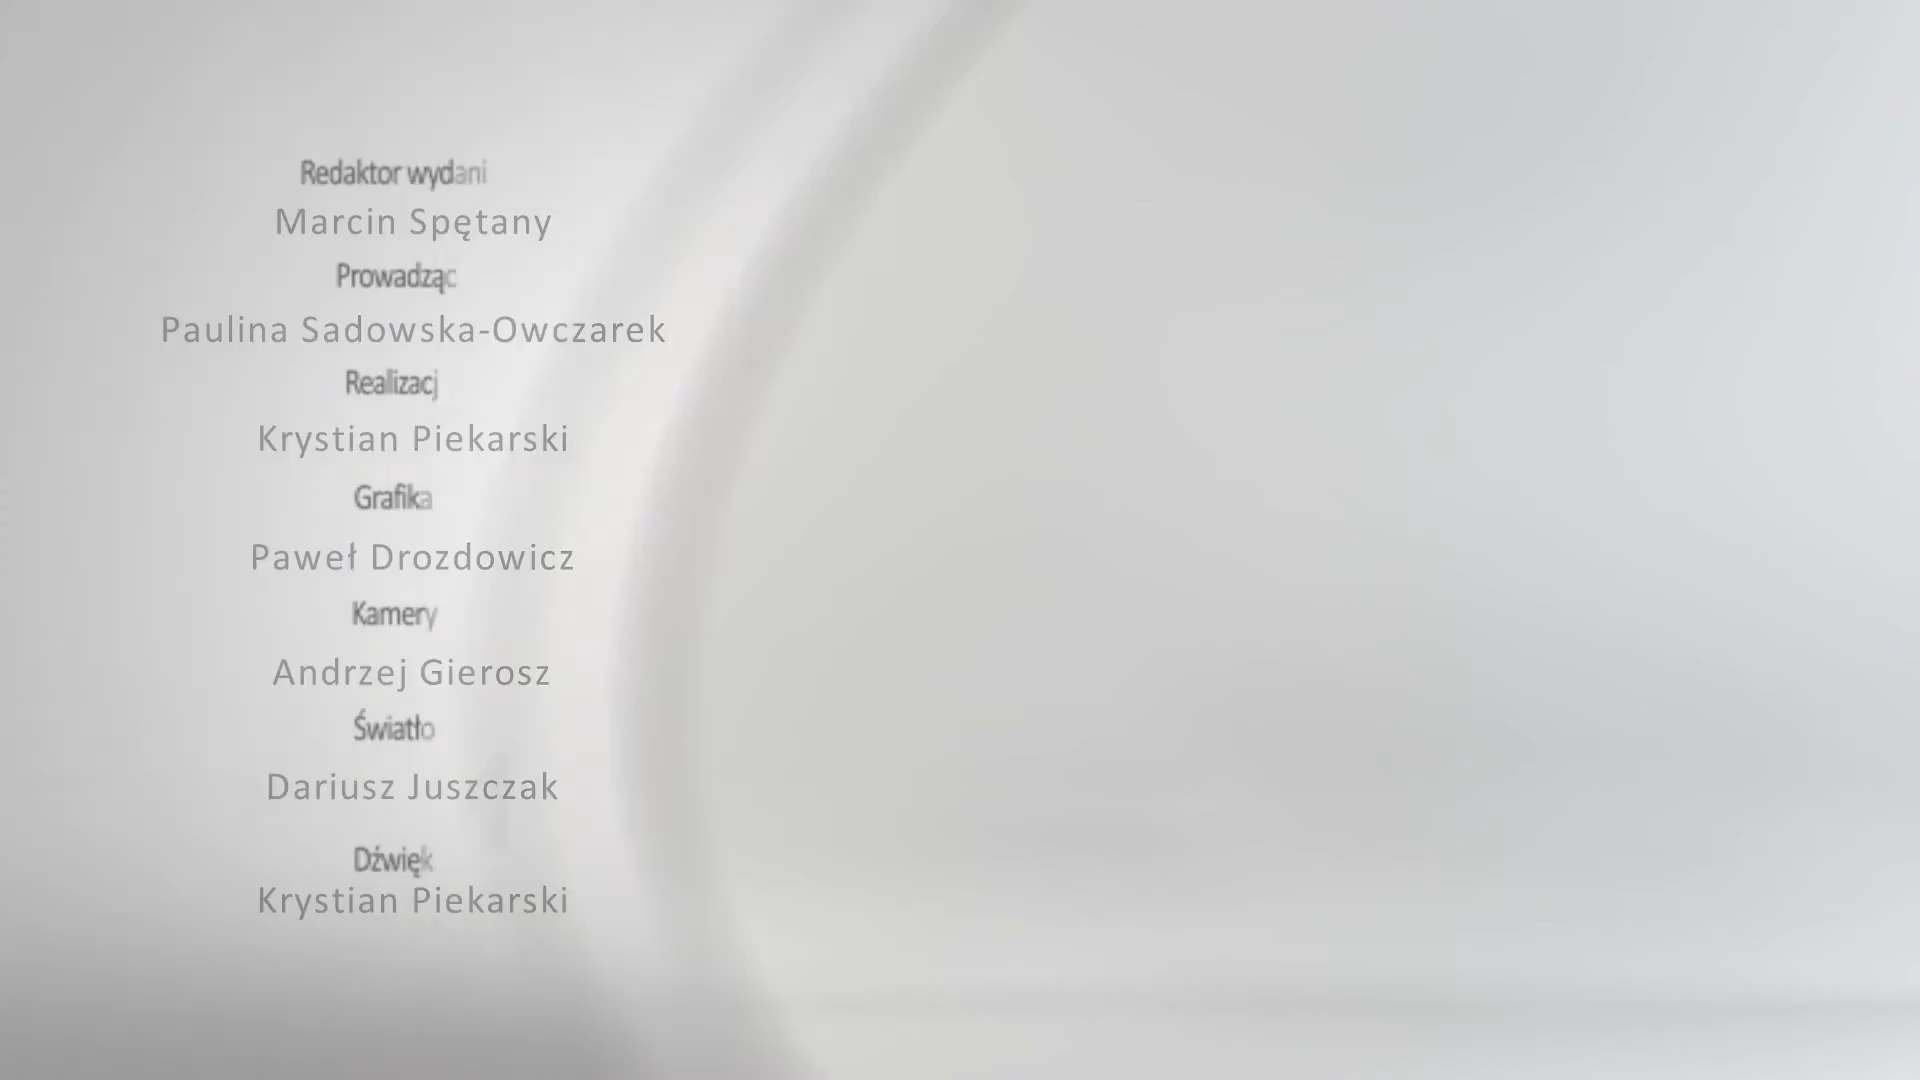 Redaktor wydani
Marcin Spętany
Prowadząc
Paulina Sadowska-Owczarek
Realizacj
Krystian Piekarski
Grafika
Paweł Drozdowicz
Kamery
Andrzej Gierosz
Światło
Dariusz Juszczak
Dźwięk
Krystian Piekarski